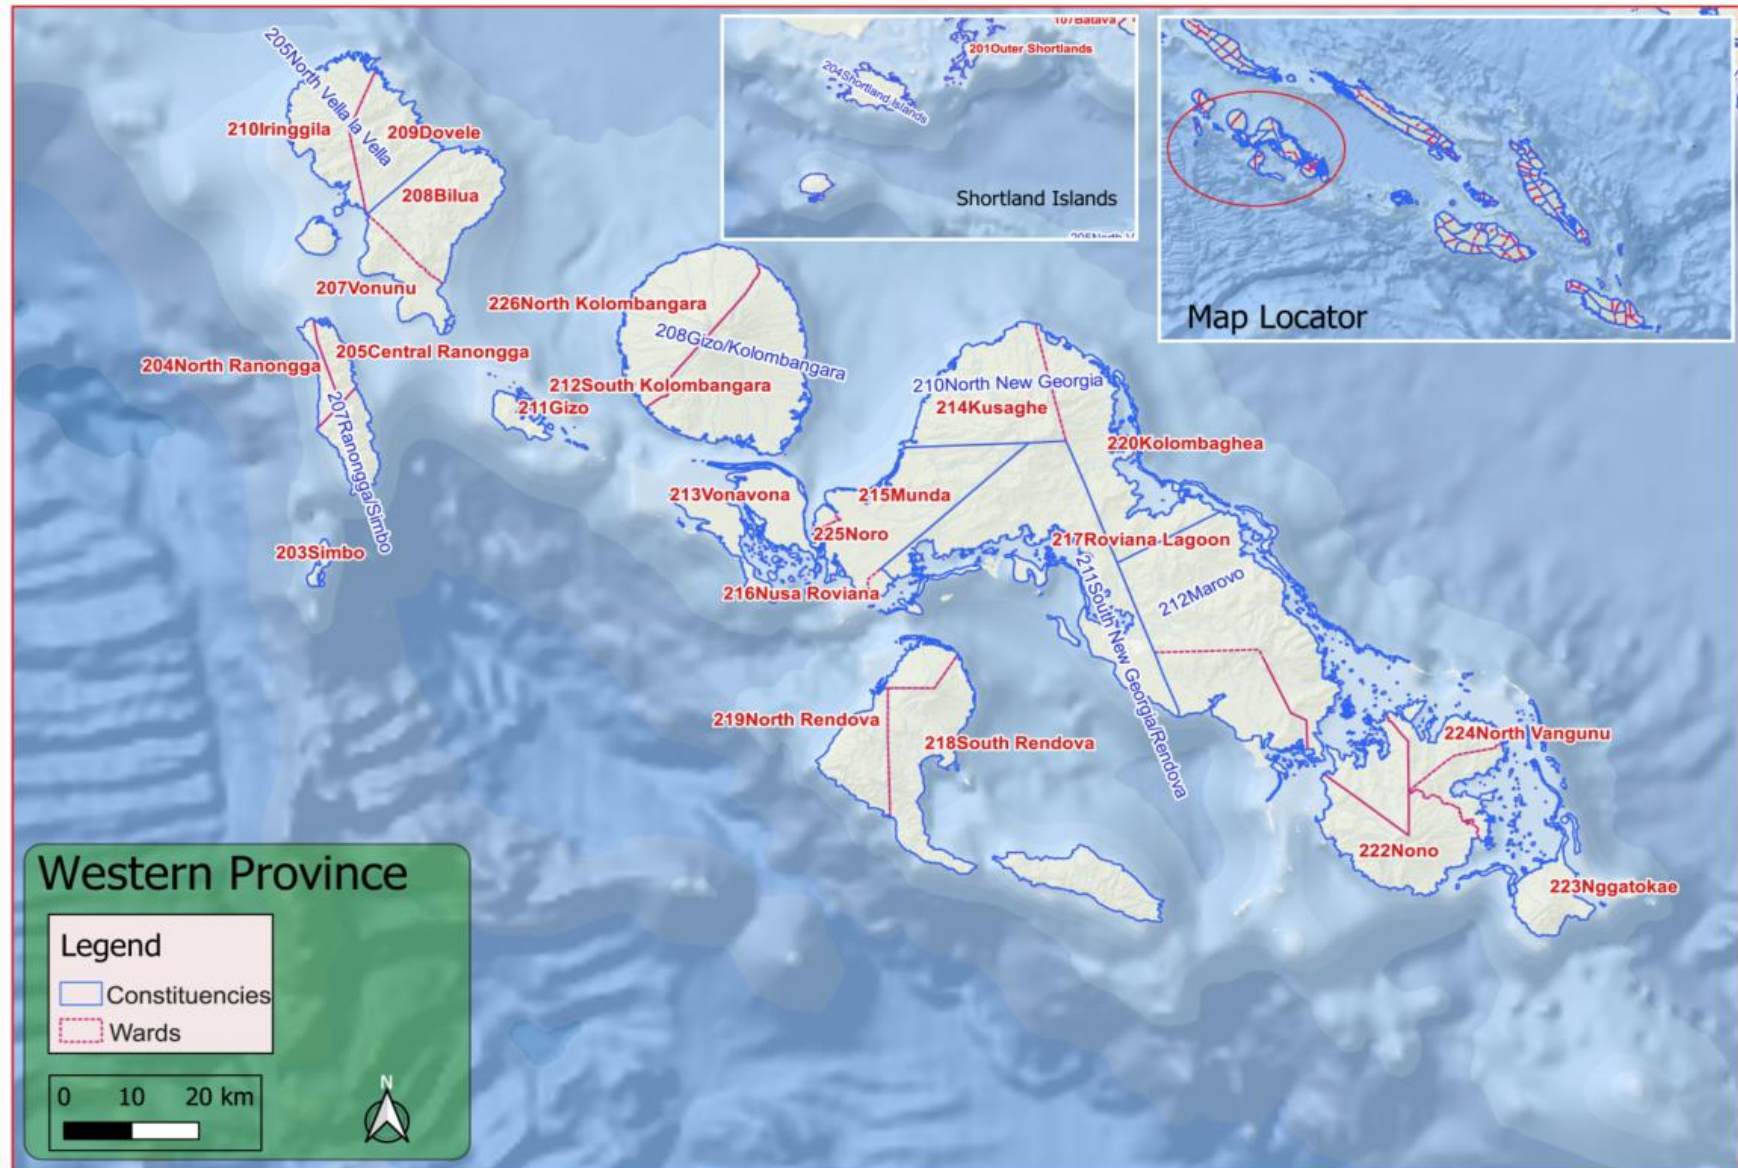 107Batava
201Outer Shortlands
204Shortland Islands
Shortland Islands
205North V
Map Locator
205North Vella la Vella
210Iringgila
209Dovele
208Bilua
207Vonunu
226North Kolombangara
208Gizo/Kolombangara
205Central Ranongga
204North Ranongga
212South Kolombangara
211Gizo
207Ranongga/Simbo
203Simbo
210North New Georgia
214Kusaghe
220Kolombaghea
213Vonavona
215Munda
225Noro
217Roviana Lagoon
216Nusa Roviana
211South New Georgia/Rendova
212Marovo
219North Rendova
218South Rendova
224North Vangunu
222Nono
223Nggatokae
Western Province
Legend
Constituencies
Wards
0 10 20 km
N